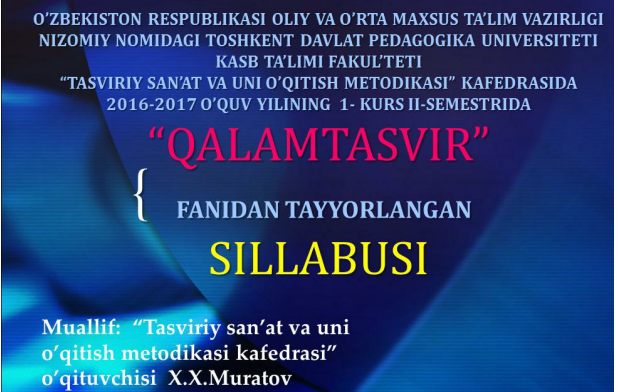 O’ZBEKISTON RESPUBLIKASI OLIY VA O’RTA MAXSUS TA’LIM VAZIRLIGI
NIZOMIY NOMIDAGI TOSHKENT DAVLAT PEDAGOGIKA UNIVERSITETI
KASB TA’LIMI FAKUL’TETI
“TASVIRIY SAN’AT VA UNI O’QITISH METODIKASI” KAFEDRASIDA
2016-2017 O’QUV YILINING 1- KURS II-SEMESTRIDA
“QALAMTASVIR”
{
FANIDAN TAYYORLANGAN
SILLABUSI
Muallif: “Tasviriy san’at va uni
o’qitish metodikasi kafedrasi”
o’qituvchisi X.X.Muratov